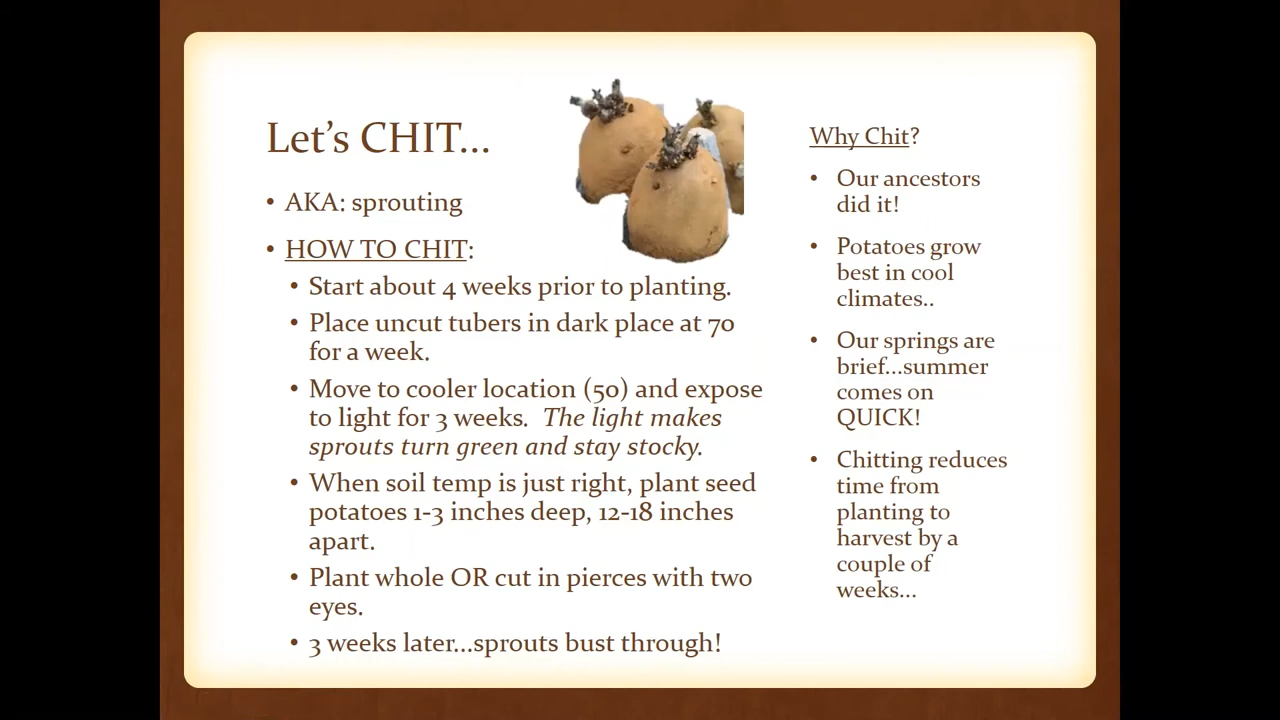 Let's CHIT...
• AKA: sprouting
• HOW TO CHIT:
• Start about 4 weeks prior to planting.
• Place uncut tubers in dark place at 70
for a week.
• Move to cooler location (50) and expose
to light for 3 weeks.  The light makes
sprouts turn green and stay stocky.
• When soil temp is just right, plant seed
potatoes 1-3 inches deep, 12-18 inches
apart.
• Plant whole OR cut in pierces with two
eyes.
• 3 weeks later...sprouts bust through!
Why Chit?
• Our ancestors
did it!
• Potatoes grow
best in cool
climates..
• Our springs are
brief...summer
comes on
QUICK!
• Chitting reduces
time from
planting to
harvest by a
couple of
weeks...